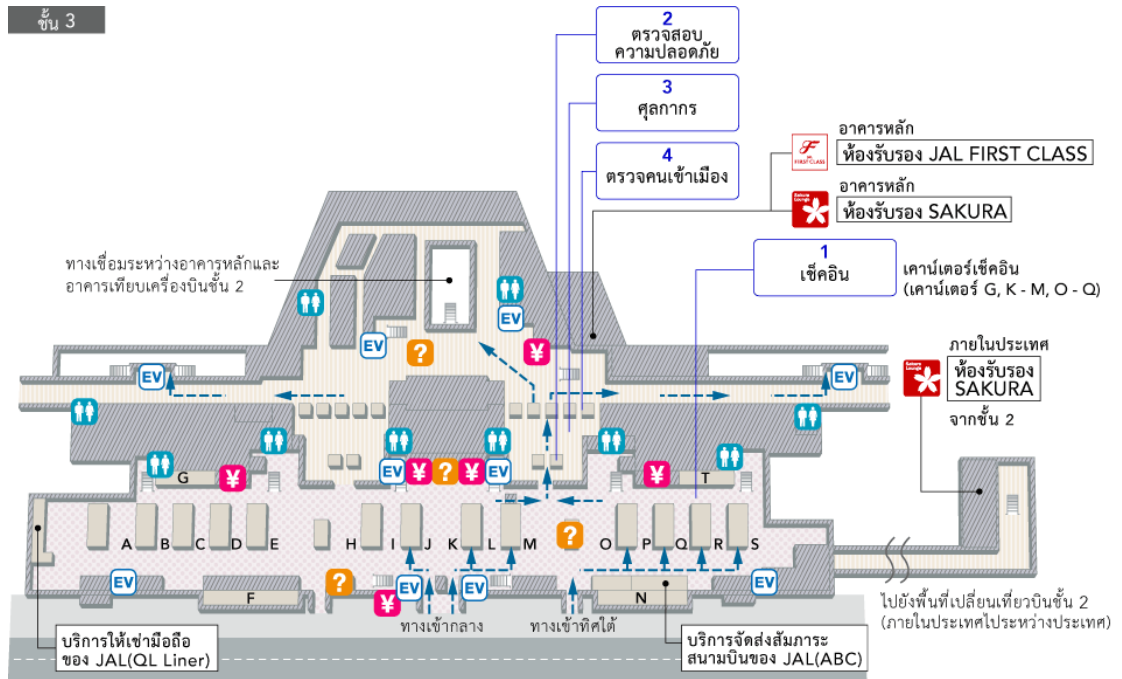 ชั้น 3
2
ตรวจสอบ
ความปลอดภัย
3
ศุลกากร
4
ตรวจคนเข้าเมือง
อาคารหลัก
ห้องรับรอง JAL FIRST CLASS
FIRST CLASS
อาคารหลัก
ห้องรับรอง SAKURA
Sakura
Lounge
1
เช็คอิน
เคาน์เตอร์เช็คอิน
(เคาน์เตอร์ G, K - M, O - Q)
ทางเชื่อมระหว่างอาคารหลักและ
อาคารเทียบเครื่องบินชั้น 2
ภายในประเทศ
ห้องรับรอง
SAKURA
จากชั้น 2
Sakura
Lounge
EV
EV
?
¥
EV
EV
EV
¥
?
¥
EV
G
¥
¥
T
A
B
C
D
E
H
I
J
K
L
M
?
O
P
Q
R
S
EV
F
?
¥
EV
EV
N
EV
ทางเข้ากลาง
ทางเข้าทิศใต้
ไปยังพื้นที่เปลี่ยนเที่ยวบินชั้น 2
(ภายในประเทศไประหว่างประเทศ)
บริการให้เช่ามือถือ
ของ JAL(QL Liner)
บริการจัดส่งสัมภาระ
สนามบินของ JAL(ABC)